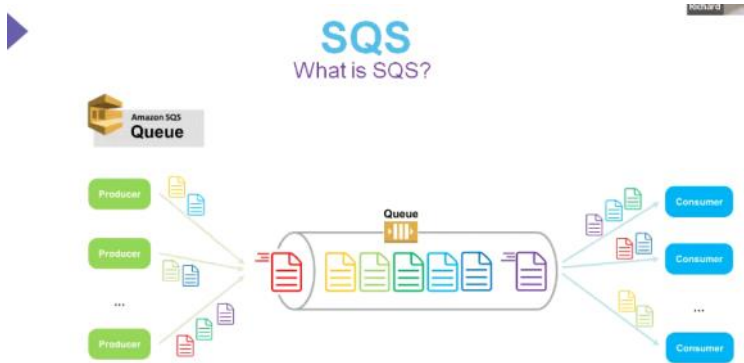 Richard
SQS
What is SQS?
Amazon SQS
Queue
Producer
Producer
...
Producer
Queue
Consumer
Consumer
...
Consumer